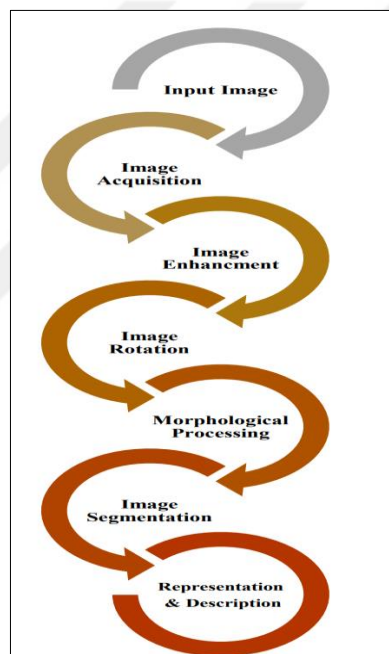 Input Image
Image
Acquisition
Image
Enhancment
Image
Rotation
Morphological
Processing
Image
Segmentation
Representation
& Description